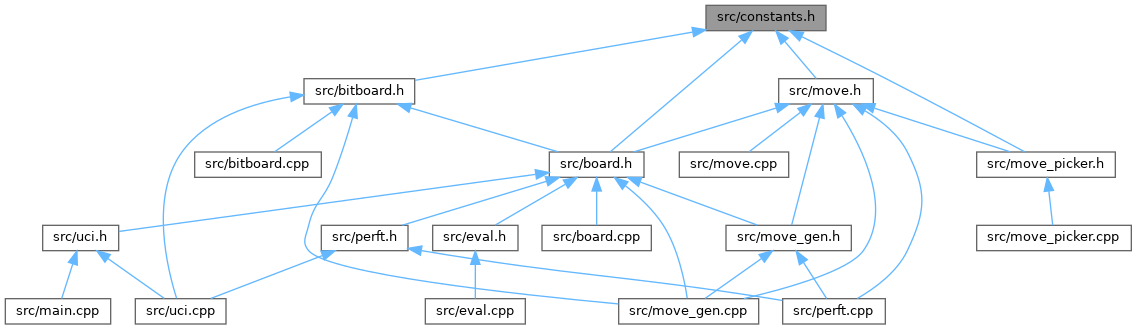 src/constants.h
src/bitboard.h
src/move.h
src/bitboard.cpp
src/board.h
src/move.cpp
src/move_picker.h
src/uci.h
src/perft.h
src/eval.h
src/board.cpp
src/move_gen.h
src/move_picker.cpp
src/main.cpp
src/uci.cpp
src/eval.cpp
src/move_gen.cpp
src/perft.cpp